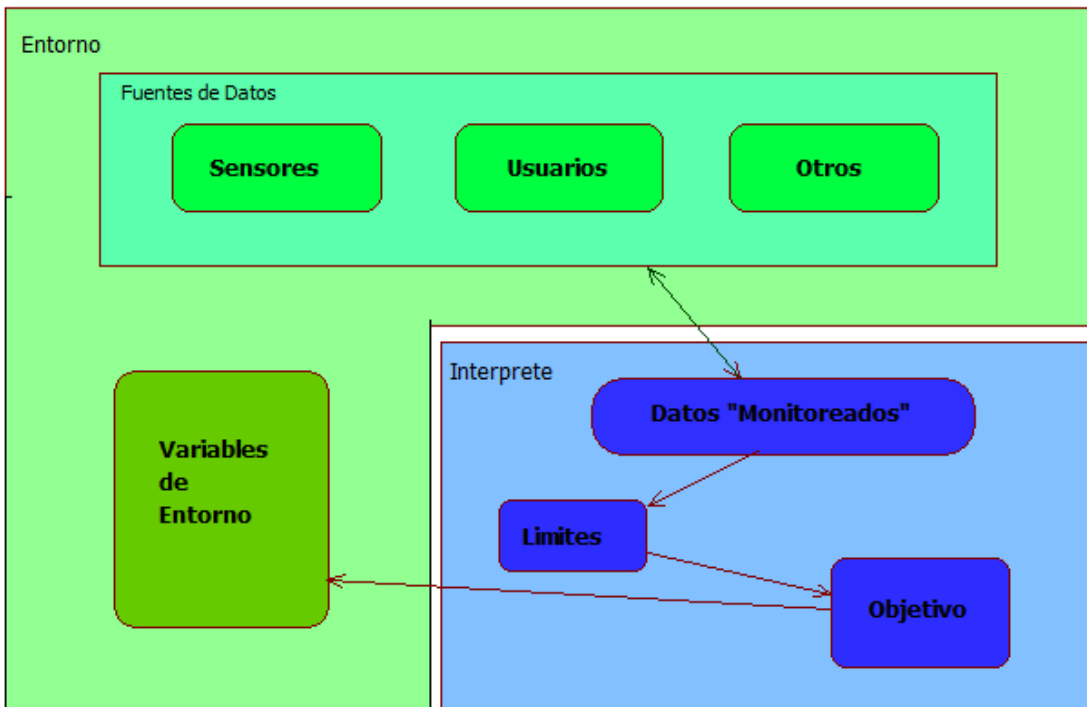 Entorno
Fuentes de Datos
Sensores
Usuarios
Otros
Interprete
Datos "Monitoreados"
Variables
de
Entorno
Limites
Objetivo